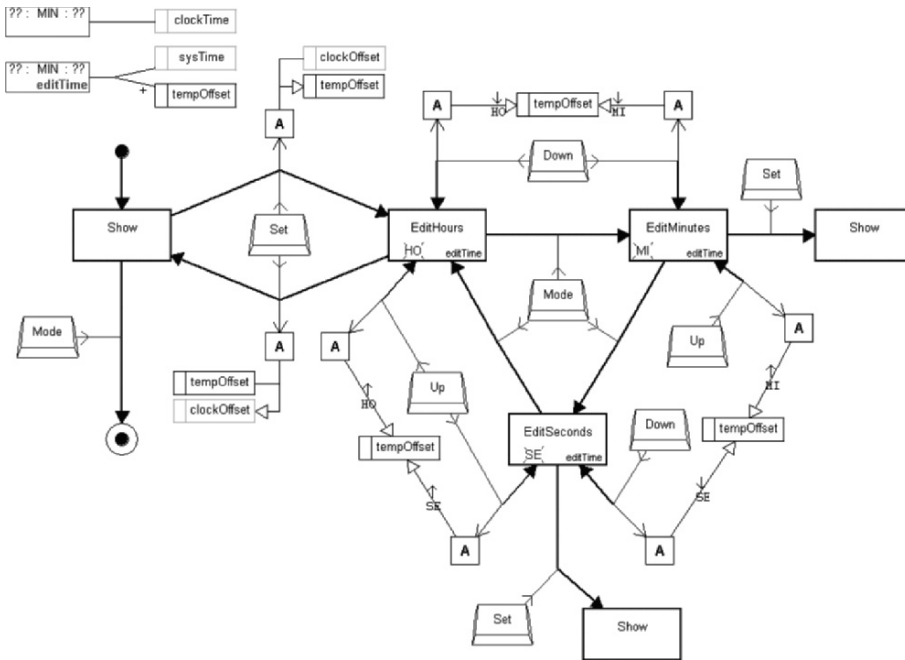 ?? : MIN : ??
clockTime
?? : MIN : ??
editTime
sysTime
+
tempOffset
clockOffset
tempOffset
A
A
HO
tempOffset
MI
A
Down
Set
Show
Set
EditHours
HO
editTime
EditMinutes
MI
editTime
Show
Mode
Mode
Up
A
A
A
Up
tempOffset
clockOffset
HO
tempOffset
SE
EditSeconds
SE
editTime
Down
MI
tempOffset
SE
A
A
Set
Show